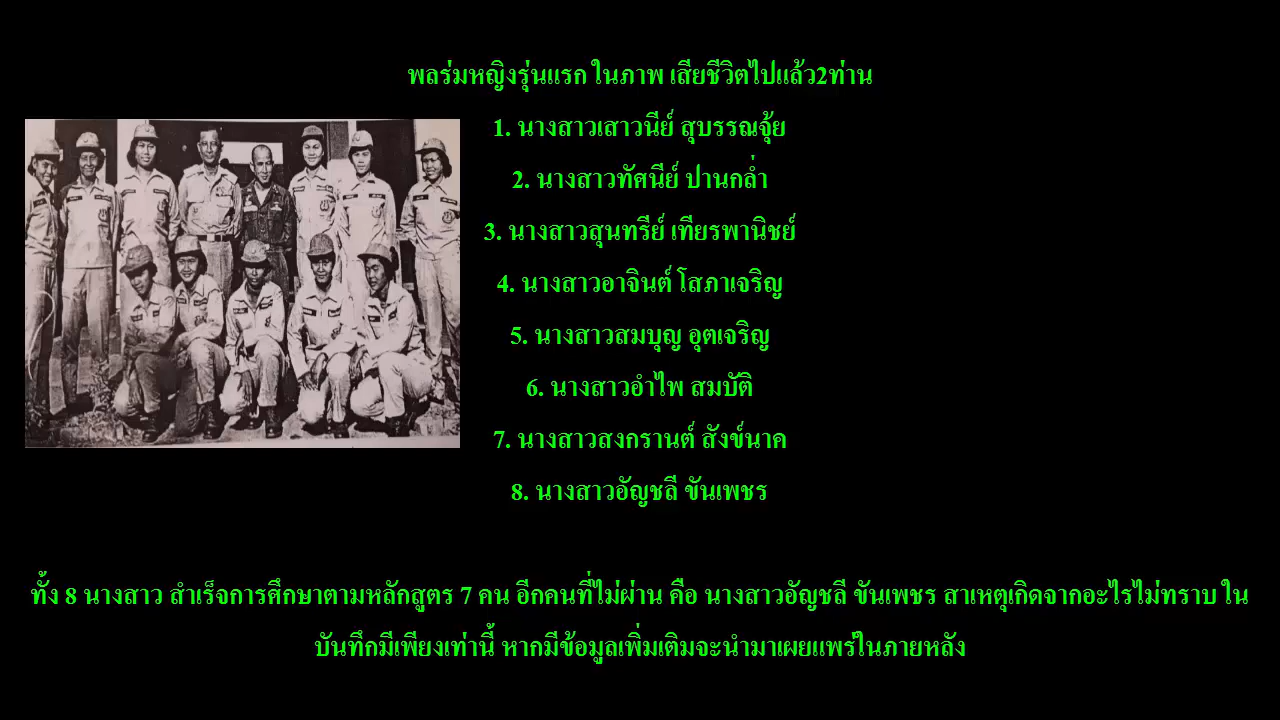 พลร่มหญิงรุ่นแรก ในภาพ เสียชีวิตไปแล้ว2ท่าน
1. นางสาวเสาวนีย์ สุบรรณจุ้ย
2. นางสาวทัศนีย์ ปานกล่ำ
3. นางสาวสุนทรีย์ เทียรพานิชย์
4. นางสาวอาจินต์ โสภาเจริญ
5. นางสาวสมบุญ อุตเจริญ
6. นางสาวอำไพ สมบัติ
7. นางสาวสงกรานต์ สังข์นาค
8. นางสาวอัญชลี ขันเพชร
ทั้ง 8 นางสาว สำเร็จการศึกษาตามหลักสูตร 7 คน อีกคนที่ไม่ผ่าน คือ นางสาวอัญชลี ขันเพชร สาเหตุเกิดจากอะไรไม่ทราบ ใน
บันทึกมีเพียงเท่านี้ หากมีข้อมูลเพิ่มเติมจะนำมาเผยแพร่ในภายหลัง